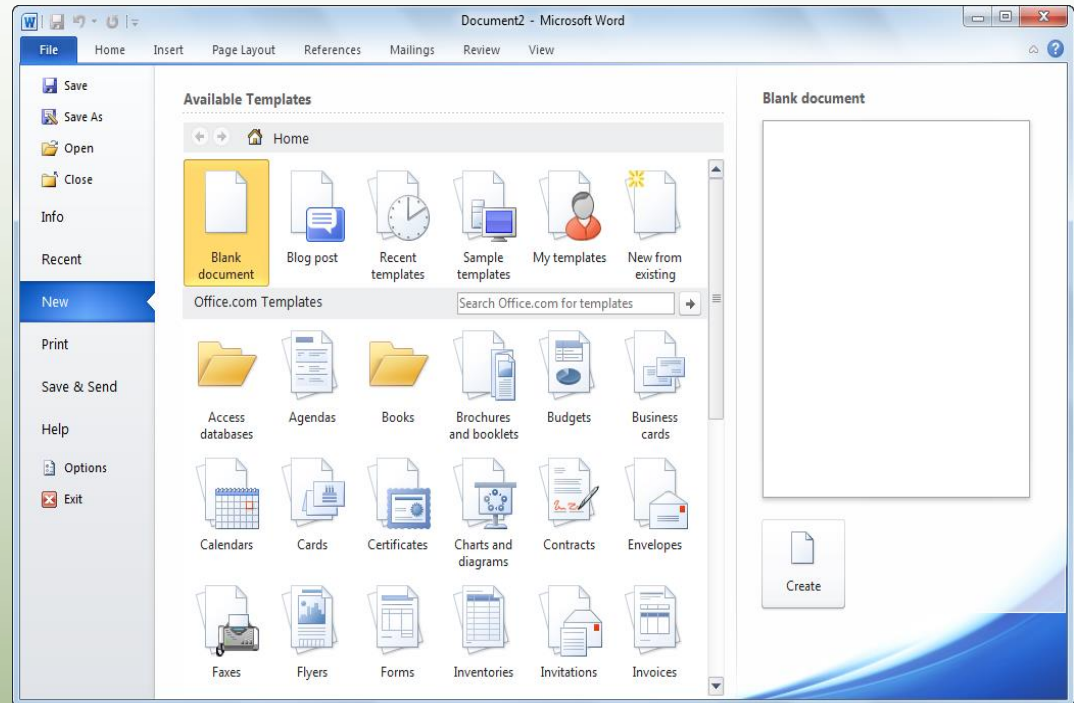 Document2 - Microsoft Word
File Home Insert Page Layout References Mailings Review View
Save
Save As
Open
Close
Info
Recent
New
Print
Save & Send
Help
Options
Exit
Available Templates
Home
Blank document
Blog post
Recent templates
Sample templates
My templates
New from existing
Office.com Templates
Search Office.com for templates
Access databases
Agendas
Books
Brochures and booklets
Budgets
Business cards
Calendars
Cards
Certificates
Charts and diagrams
Contracts
Envelopes
Faxes
Flyers
Forms
Inventories
Invitations
Invoices
Blank document
Create